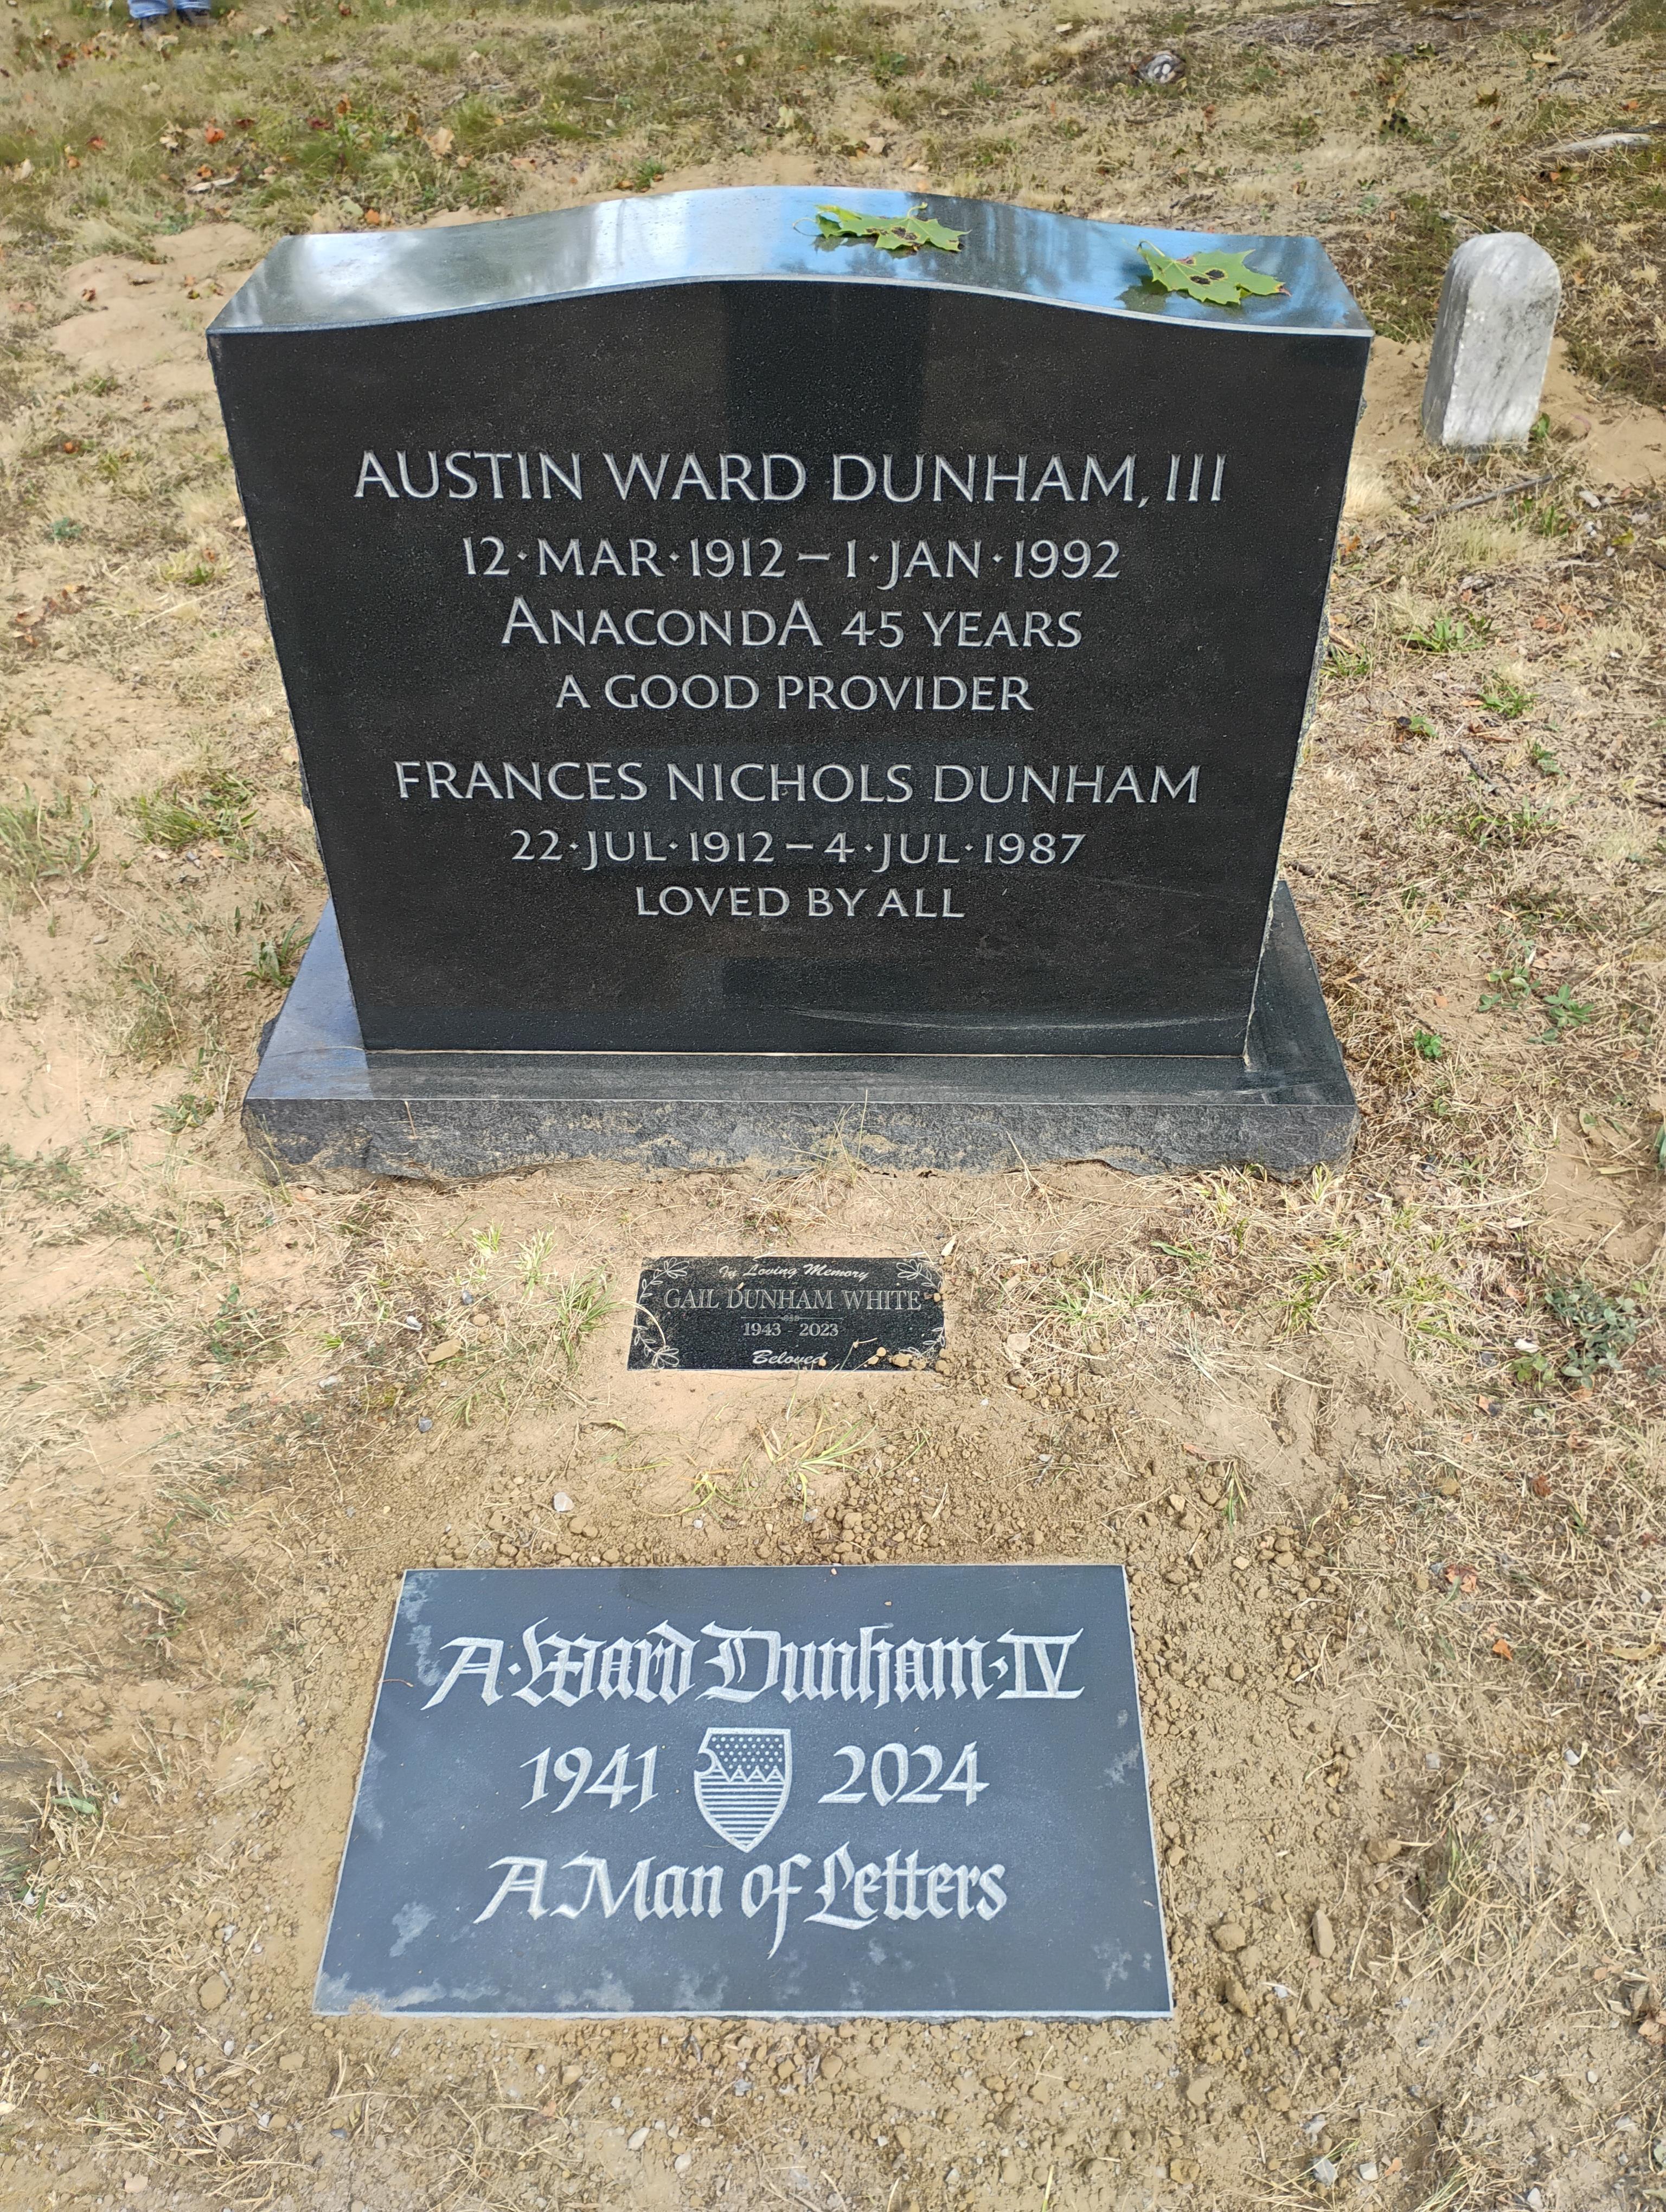 AUSTIN WARD DUNHAM, III
12·MAR·1912–1·JAN·1992
ANACONDA 45 YEARS
A GOOD PROVIDER
FRANCES NICHOLS DUNHAM
22·JUL·1912–4·JUL·1987
LOVED BY ALL
In Loving Memory
GAIL DUNHAM WHITE
1943 - 2023
Beloved
A·Ward Dunham·IV
1941 2024
A Man of Letters